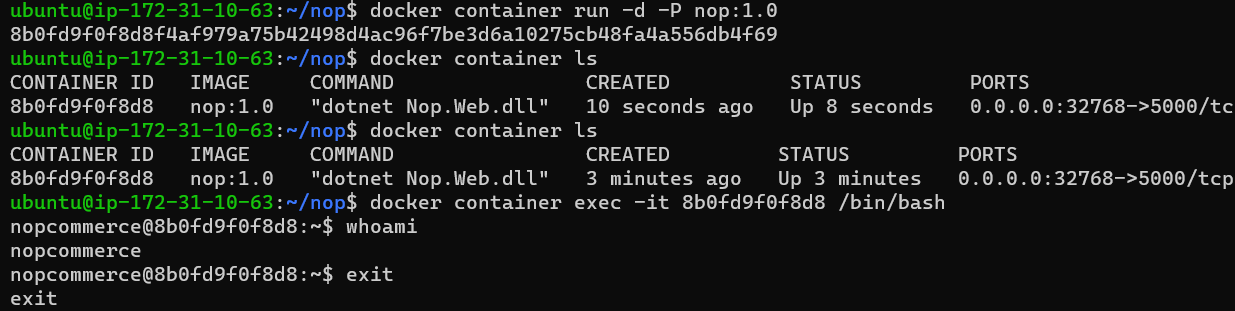 ubuntu@ip-172-31-10-63:~/nop$ docker container run -d -P nop:1.0
8b0fd9f0f8d8f4af979a75b42498d4ac96f7be3d6a10275cb48fa4a556db4f69
ubuntu@ip-172-31-10-63:~/nop$ docker container ls
CONTAINER ID   IMAGE     COMMAND                CREATED          STATUS         PORTS
8b0fd9f0f8d8   nop:1.0   "dotnet Nop.Web.dll"   10 seconds ago   Up 8 seconds   0.0.0.0:32768->5000/tc
ubuntu@ip-172-31-10-63:~/nop$ docker container ls
CONTAINER ID   IMAGE     COMMAND                CREATED         STATUS         PORTS
8b0fd9f0f8d8   nop:1.0   "dotnet Nop.Web.dll"   3 minutes ago   Up 3 minutes   0.0.0.0:32768->5000/tcp
ubuntu@ip-172-31-10-63:~/nop$ docker container exec -it 8b0fd9f0f8d8 /bin/bash
nopcommerce@8b0fd9f0f8d8:~$ whoami
nopcommerce
nopcommerce@8b0fd9f0f8d8:~$ exit
exit